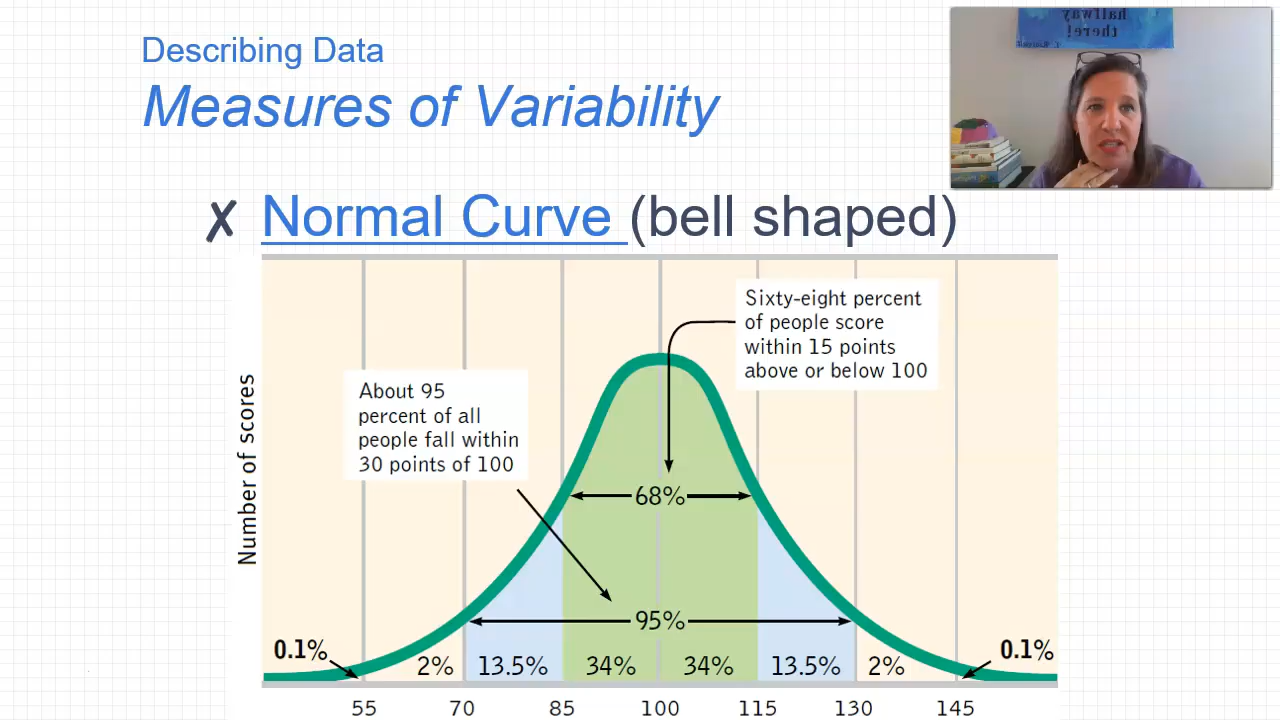 Describing Data
Measures of Variability
halfway
there!
✗ Normal Curve (bell shaped)
Sixty-eight percent
of people score
within 15 points
above or below 100
About 95
percent of all
people fall within
30 points of 100
Number of scores
68%
95%
0.1%
0.1%
2% 13.5% 34% 34% 13.5% 2%
55 70 85 100 115 130 145